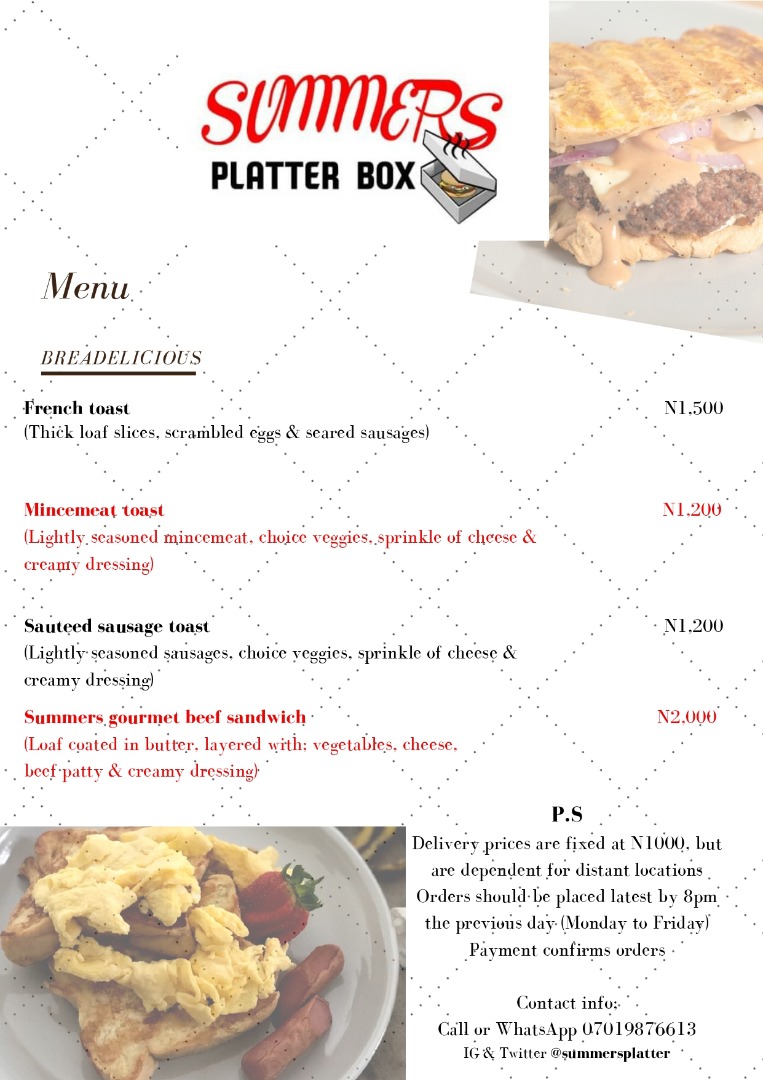 SUMMERS
PLATTER BOX
Menu
BREADELICIOUS
French toast N1,500
(Thick loaf slices, scrambled eggs & seared sausages)
Mincemeat toast N1,200
(Lightly seasoned mincemeat, choice veggies, sprinkle of cheese &
creamy dressing)
Sauteed sausage toast N1,200
(Lightly seasoned sausages, choice veggies, sprinkle of cheese &
creamy dressing)
Summers gourmet beef sandwich N2,000
(Loaf coated in butter, layered with; vegetables, cheese,
beef patty & creamy dressing)
P.S
Delivery prices are fixed at N1000, but
are dependent for distant locations
Orders should be placed latest by 8pm
the previous day (Monday to Friday)
Payment confirms orders
Contact info;
Call or WhatsApp 07019876613
IG & Twitter @summersplatter